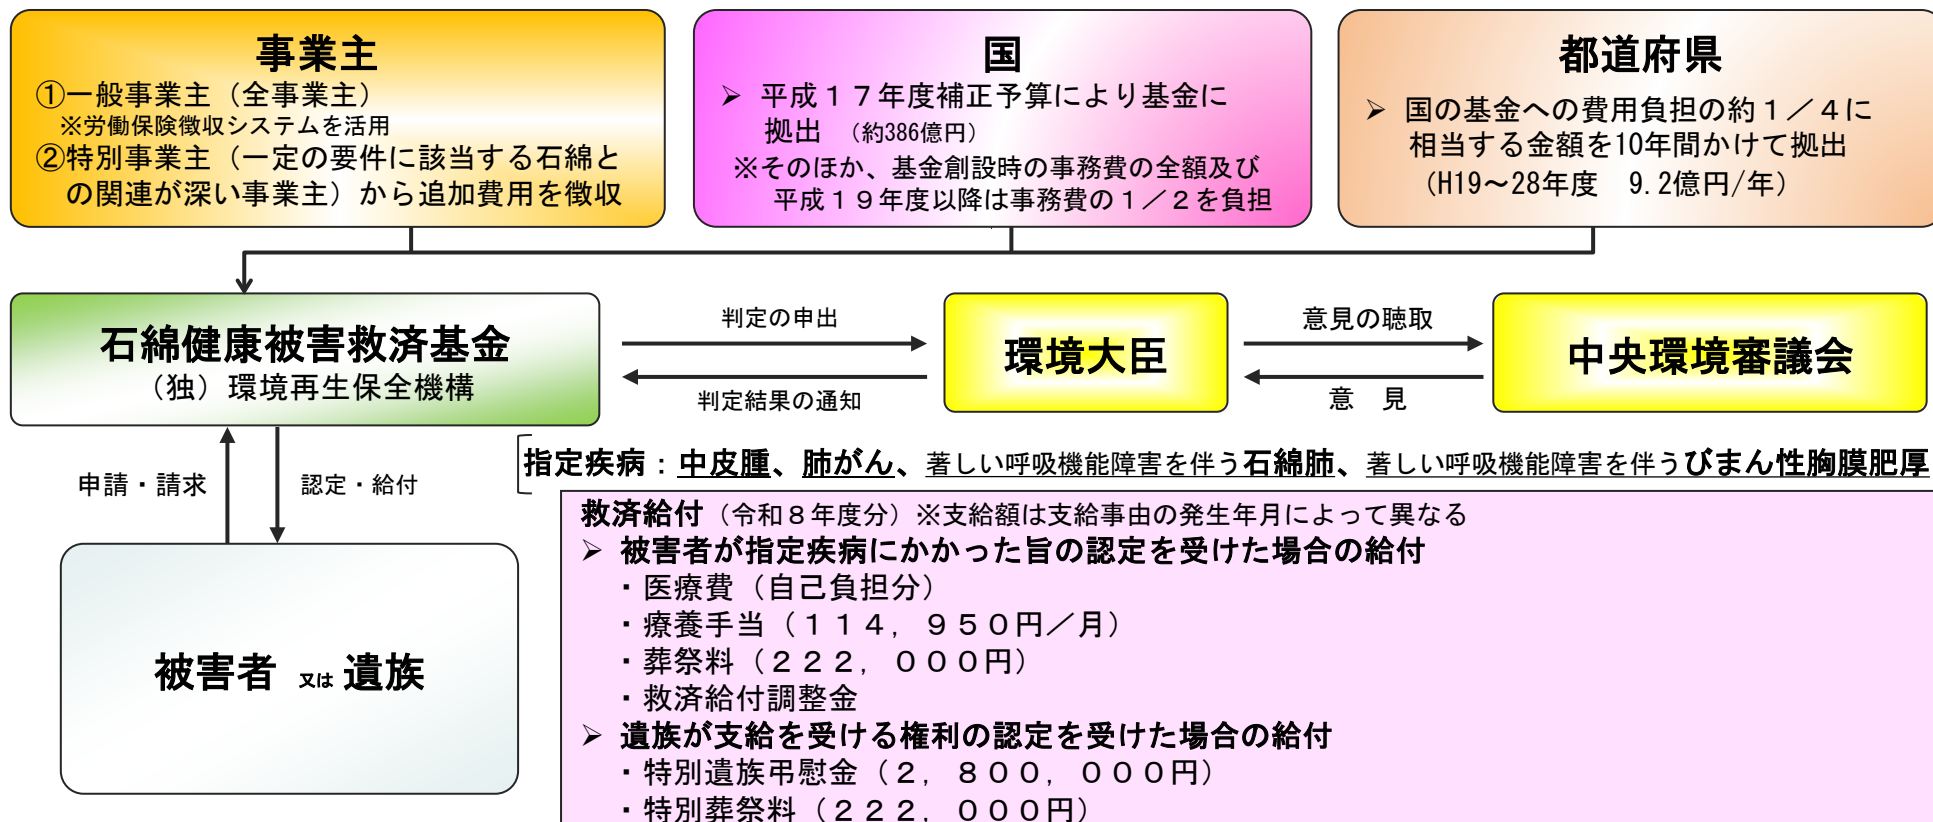 事業主
①一般事業主（全事業主）
※労働保険徴収システムを活用
②特別事業主（一定の要件に該当する石綿と
の関連が深い事業主）から追加費用を徴収
国
➢ 平成１７年度補正予算により基金に
拠出 （約386億円）
※そのほか、基金創設時の事務費の全額及び
平成１９年度以降は事務費の１／２を負担
都道府県
➢ 国の基金への費用負担の約１／４に
相当する金額を10年間かけて拠出
（H19～28年度　9.2億円/年）
石綿健康被害救済基金
（独）環境再生保全機構
判定の申出
判定結果の通知
環境大臣
意見の聴取
意　見
中央環境審議会
申請・請求
認定・給付
指定疾病：中皮腫、肺がん、著しい呼吸機能障害を伴う石綿肺、著しい呼吸機能障害を伴うびまん性胸膜肥厚
被害者 又は 遺族
救済給付（令和８年度分）※支給額は支給事由の発生年月によって異なる
➢ 被害者が指定疾病にかかった旨の認定を受けた場合の給付
・医療費（自己負担分）
・療養手当（１１４，９５０円／月）
・葬祭料（２２２，０００円）
・救済給付調整金
➢ 遺族が支給を受ける権利の認定を受けた場合の給付
・特別遺族弔慰金（２，８００，０００円）
・特別葬祭料（２２２，０００円）